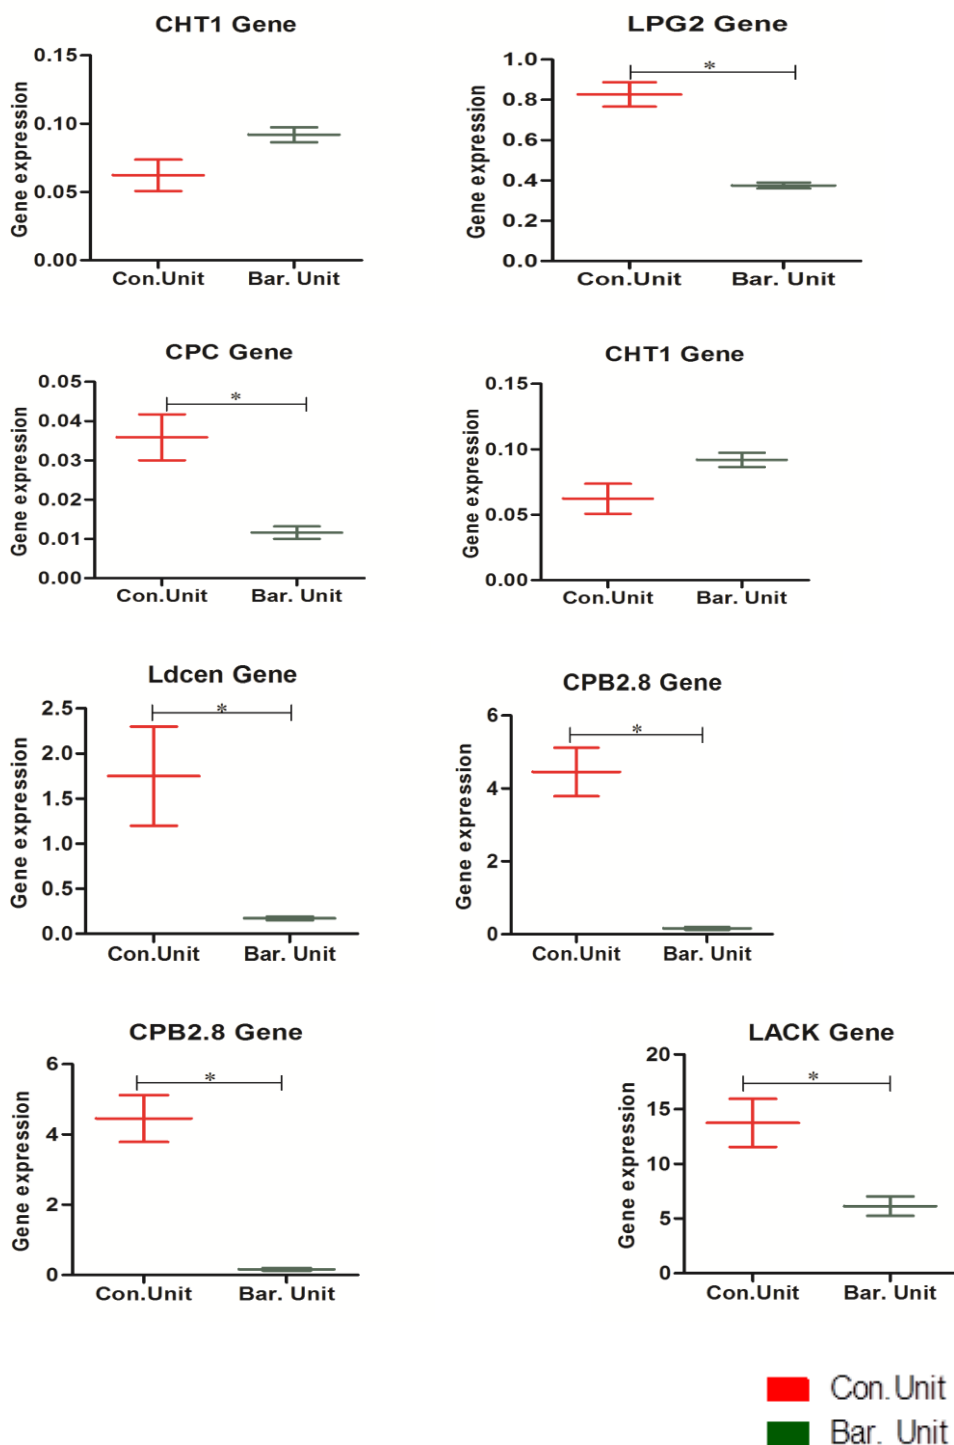 CHT1 Gene
Gene expression
0.15
0.10
0.05
0.00
Con.Unit Bar. Unit
LPG2 Gene
Gene expression
1.0
0.8
0.6
0.4
0.2
0.0
*
Con.Unit Bar. Unit
CPC Gene
Gene expression
0.05
0.04
0.03
0.02
0.01
0.00
*
Con.Unit Bar. Unit
CHT1 Gene
Gene expression
0.15
0.10
0.05
0.00
Con.Unit Bar. Unit
Ldcen Gene
Gene expression
2.5
2.0
1.5
1.0
0.5
0.0
*
Con.Unit Bar. Unit
CPB2.8 Gene
Gene expression
6
4
2
0
*
Con.Unit Bar. Unit
CPB2.8 Gene
Gene expression
6
4
2
0
*
Con.Unit Bar. Unit
LACK Gene
Gene expression
20
15
10
5
0
*
Con.Unit Bar. Unit
Con.Unit
Bar. Unit